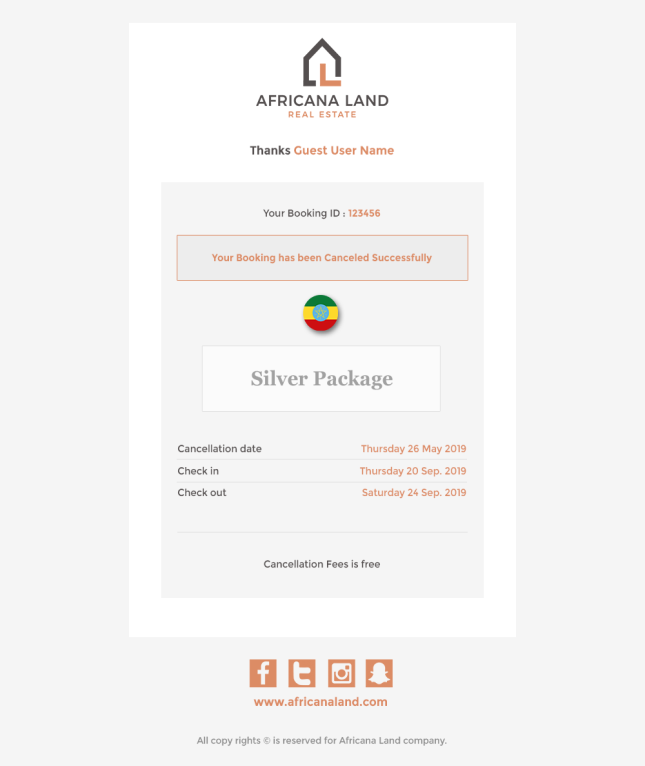 AFRICANA LAND
REAL ESTATE
Thanks Guest User Name
Your Booking ID : 123456
Your Booking has been Canceled Successfully
Silver Package
Cancellation date Thursday 26 May 2019
Check in Thursday 20 Sep. 2019
Check out Saturday 24 Sep. 2019
Cancellation Fees is free
www.africanaland.com
All copy rights © is reserved for Africana Land company.